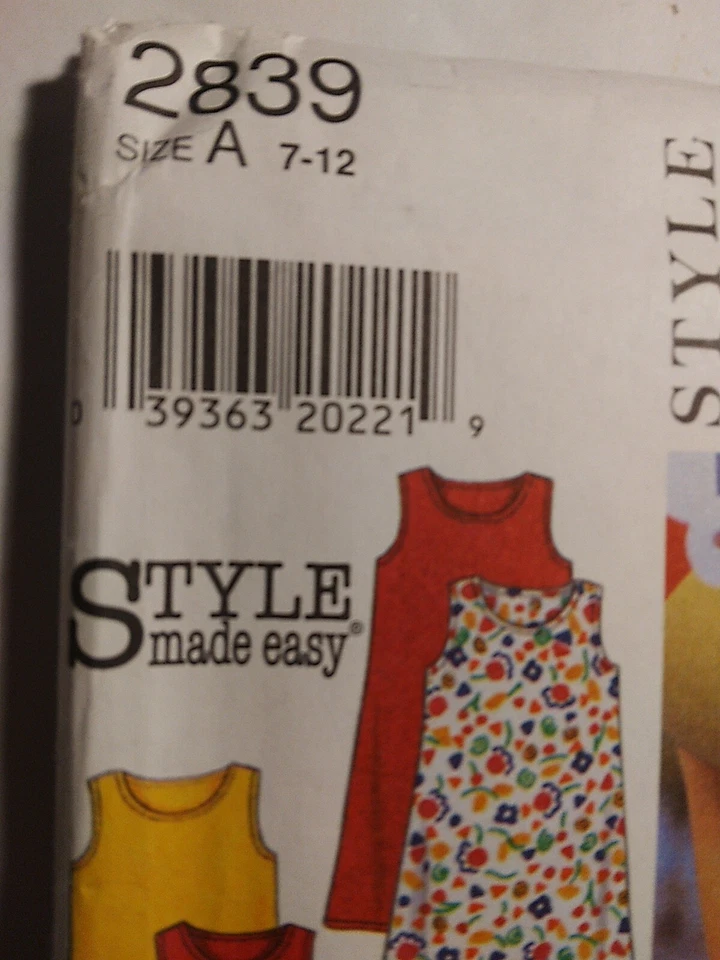 2839
SIZE A 7-12
0 39363 20221 9
STYLE
made easy®
STYLE